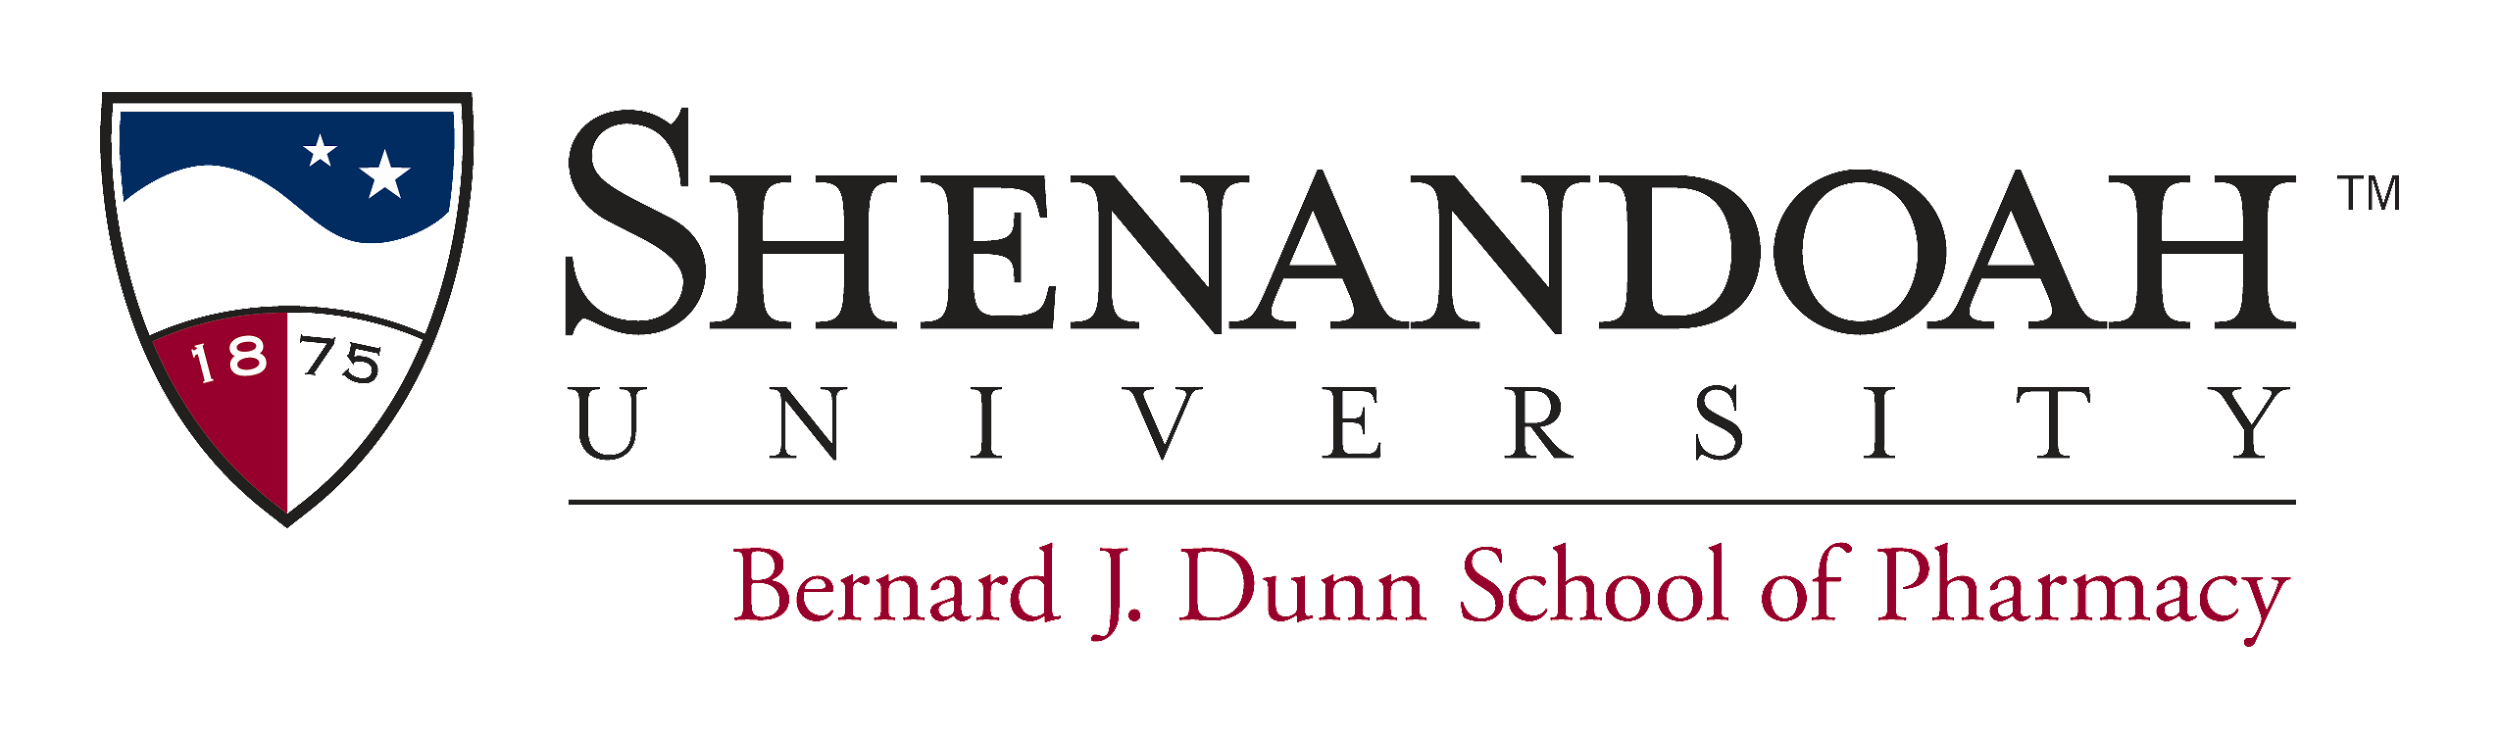 1875
SHENANDOAH™
UNIVERSITY
Bernard J. Dunn School of Pharmacy